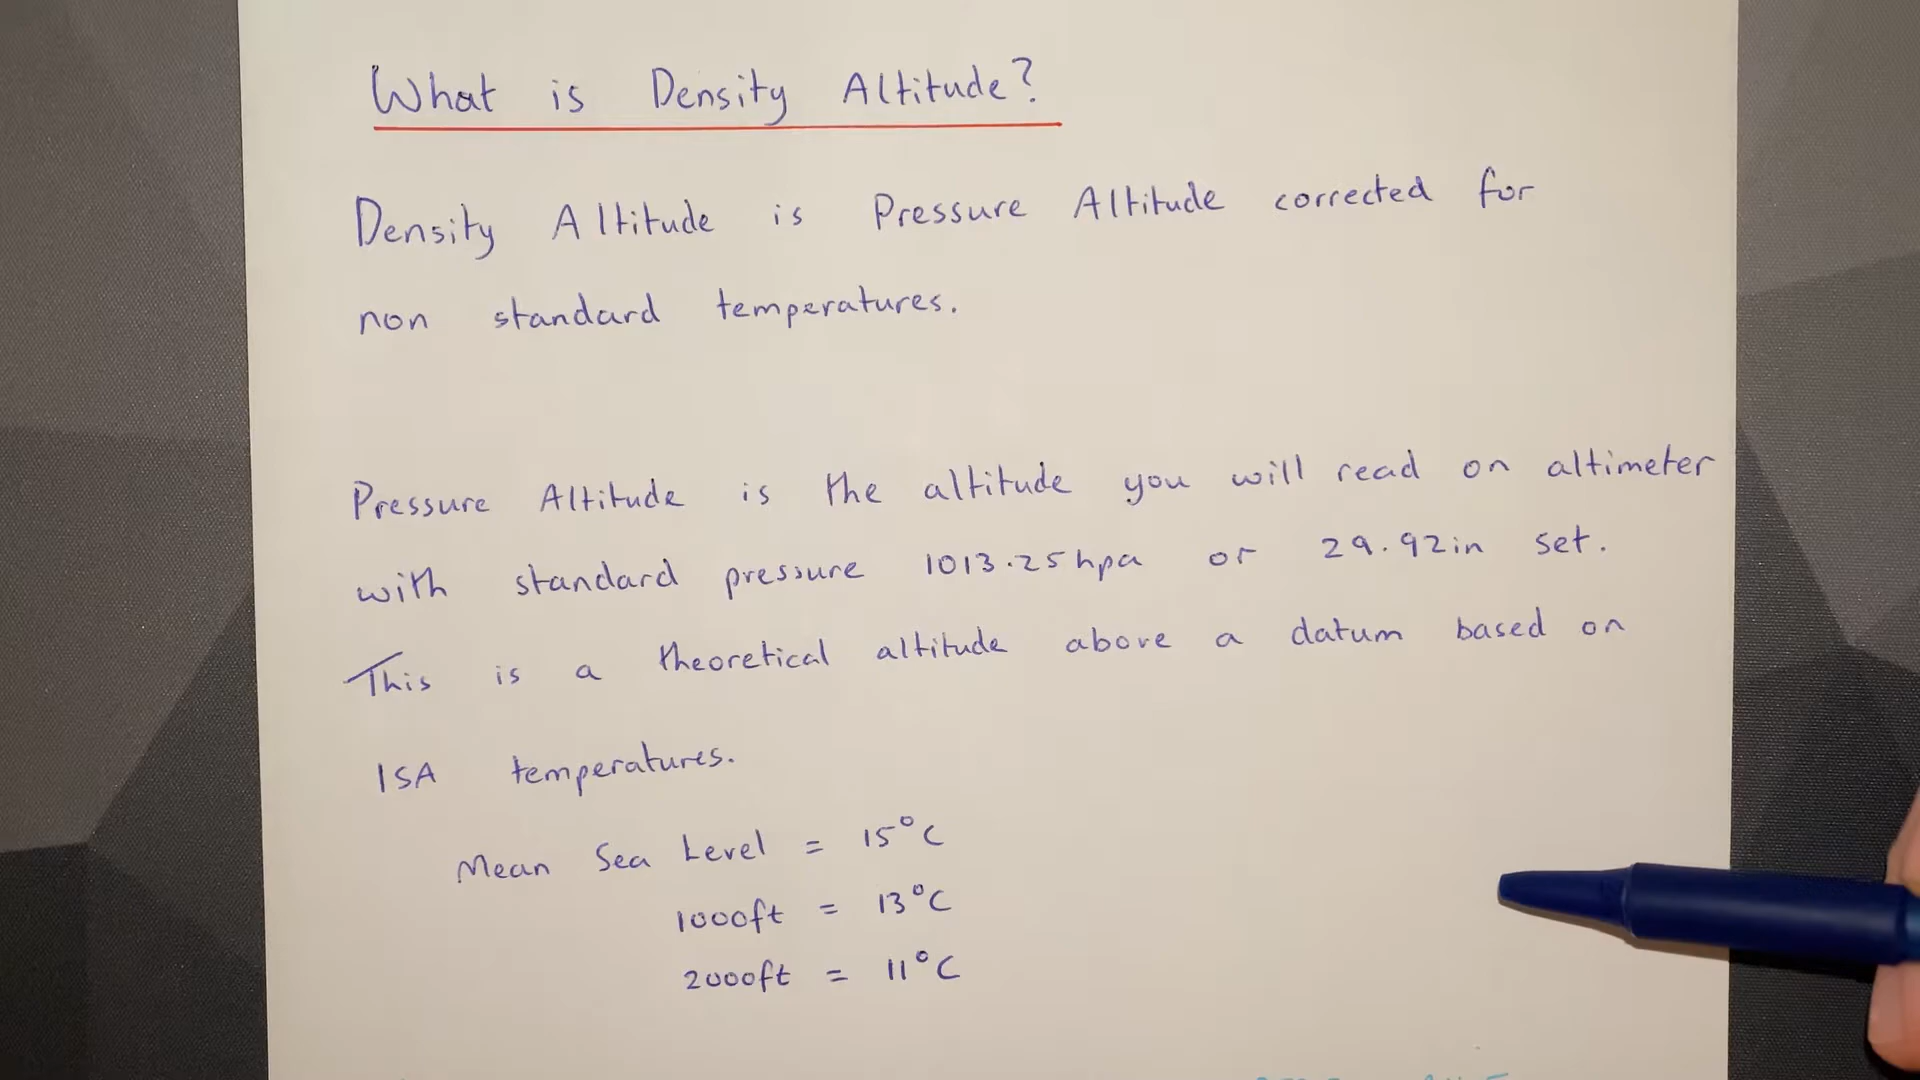 What is Density Altitude?
Density Altitude is Pressure Altitude corrected for
non standard temperatures.
Pressure Altitude is the altitude you will read on altimeter
with standard pressure 1013.25hpa or 29.92in set.
This is a theoretical altitude above a datum based on
ISA temperatures.
Mean Sea Level = 15°C
1000ft = 13°C
2000ft = 11°C